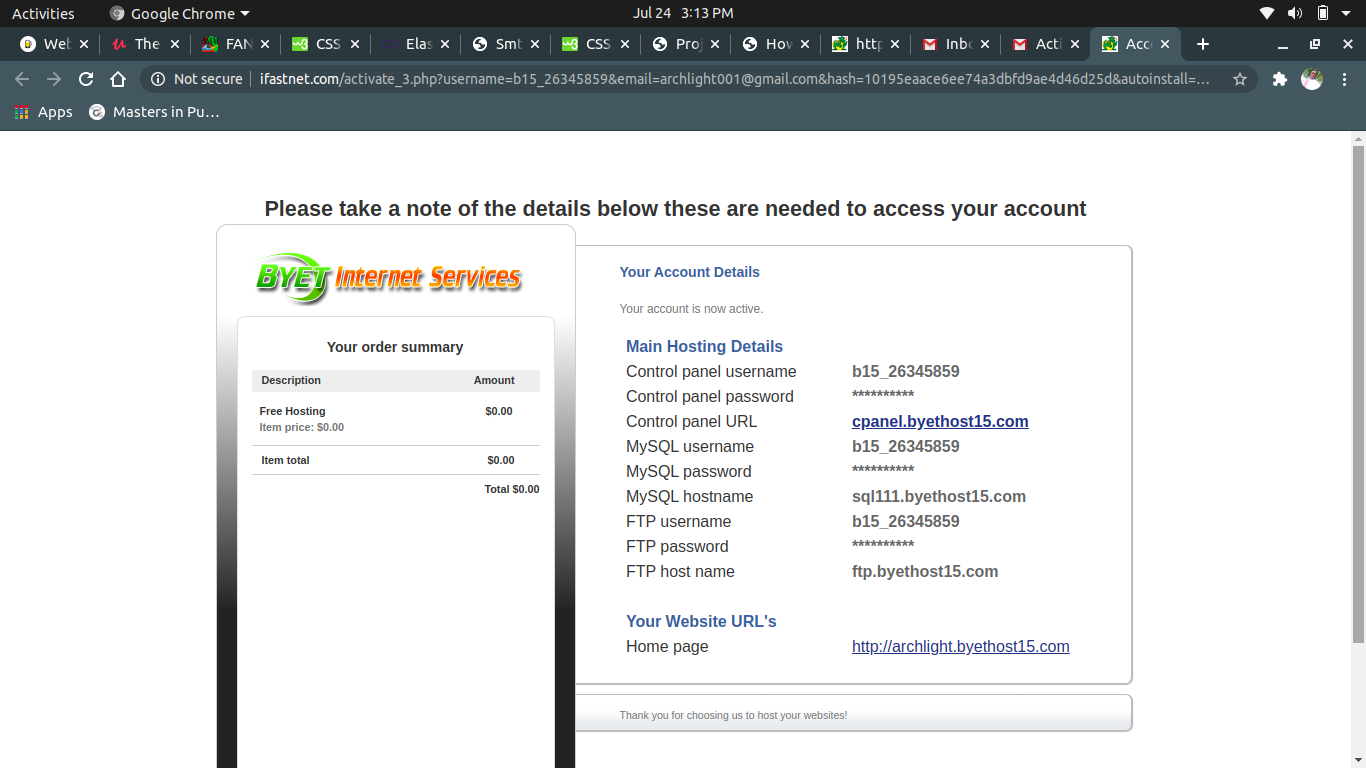 Activities Google Chrome Jul 24 3:13 PM
Web The FAN CSS Elas Smt CSS Proj How http Inbo Acti Acc
Not secure ifastnet.com/activate_3.php?username=b15_26345859&email=archlight001@gmail.com&hash=10195eaace6ee74a3dbfd9ae4d46d25d&autoinstall=...
Apps Masters in Pu...
Please take a note of the details below these are needed to access your account
BYET Internet Services
Your order summary
Description Amount
Free Hosting $0.00
Item price: $0.00
Item total $0.00
Total $0.00
Your Account Details
Your account is now active.
Main Hosting Details
Control panel username b15_26345859
Control panel password **********
Control panel URL cpanel.byethost15.com
MySQL username b15_26345859
MySQL password **********
MySQL hostname sql111.byethost15.com
FTP username b15_26345859
FTP password **********
FTP host name ftp.byethost15.com
Your Website URL's
Home page http://archlight.byethost15.com
Thank you for choosing us to host your websites!